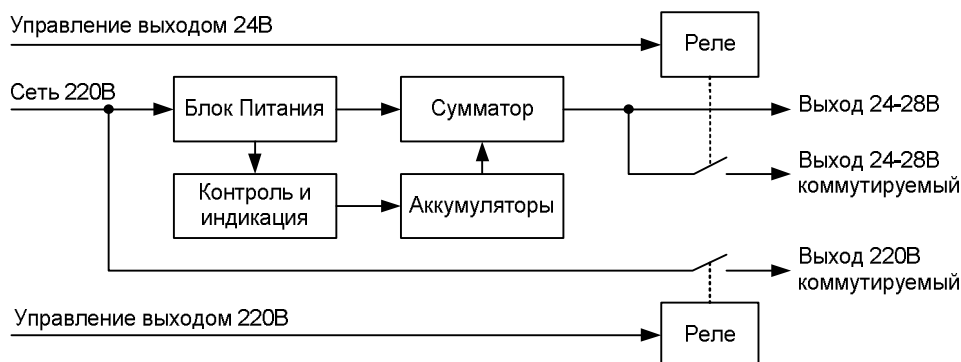 Управление выходом 24В
Реле
Сеть 220В
Блок Питания
Сумматор
Выход 24-28В
Выход 24-28В
коммутируемый
Контроль и
индикация
Аккумуляторы
Выход 220В
коммутируемый
Управление выходом 220В
Реле